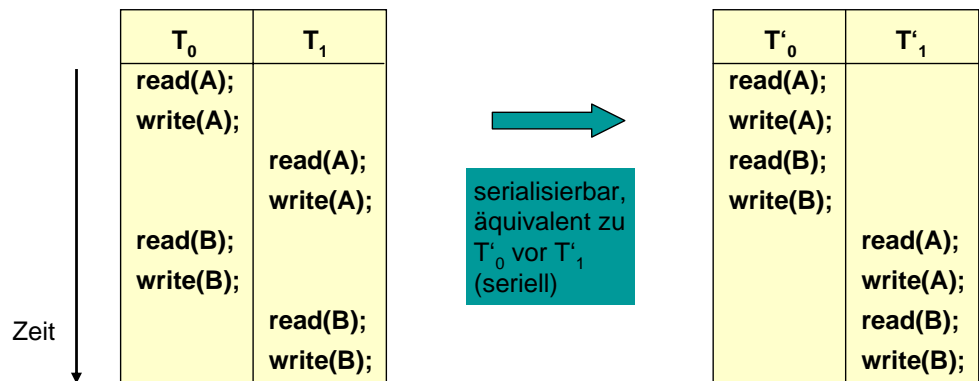 T0 T1
read(A);
write(A);
read(A);
write(A);
read(B);
write(B);
read(B);
write(B);
Zeit
serialisierbar,
äquivalent zu
T‘0 vor T‘1
(seriell)
T‘0 T‘1
read(A);
write(A);
read(B);
write(B);
read(A);
write(A);
read(B);
write(B);